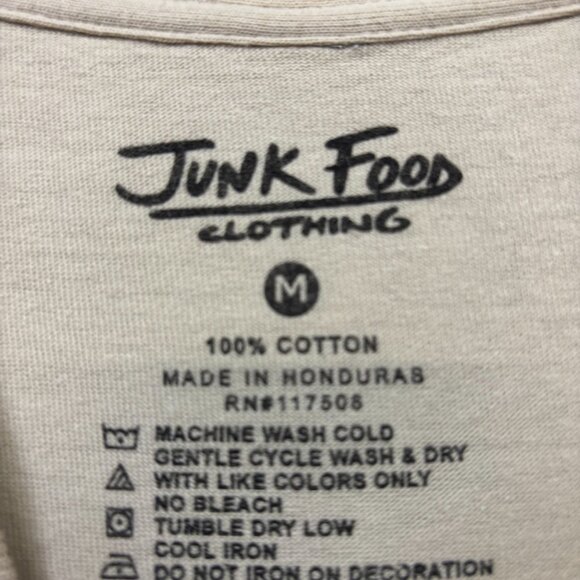 JUNK FOOD
CLOTHING
M
100% COTTON
MADE IN HONDURAS
RN#117508
MACHINE WASH COLD
GENTLE CYCLE WASH & DRY
WITH LIKE COLORS ONLY
NO BLEACH
TUMBLE DRY LOW
COOL IRON
DO NOT IRON ON DECORATION